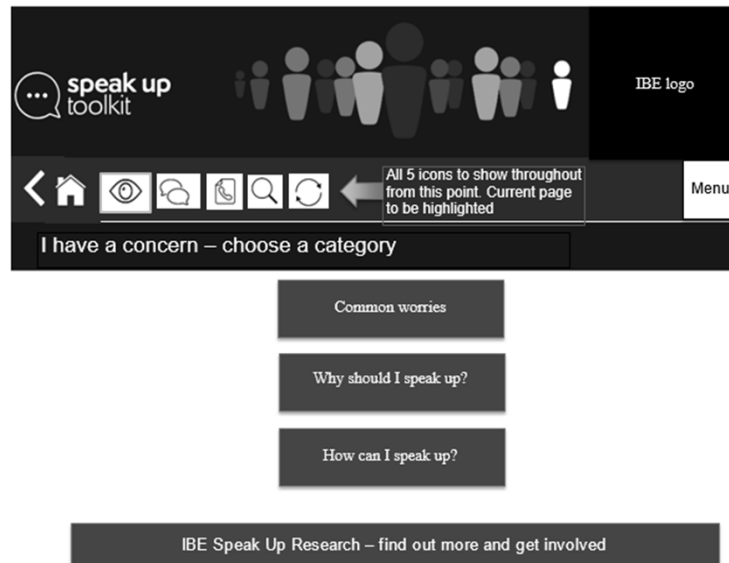 speak up
toolkit
IBE logo
All 5 icons to show throughout
from this point. Current page
to be highlighted
Menu
I have a concern – choose a category
Common worries
Why should I speak up?
How can I speak up?
IBE Speak Up Research – find out more and get involved